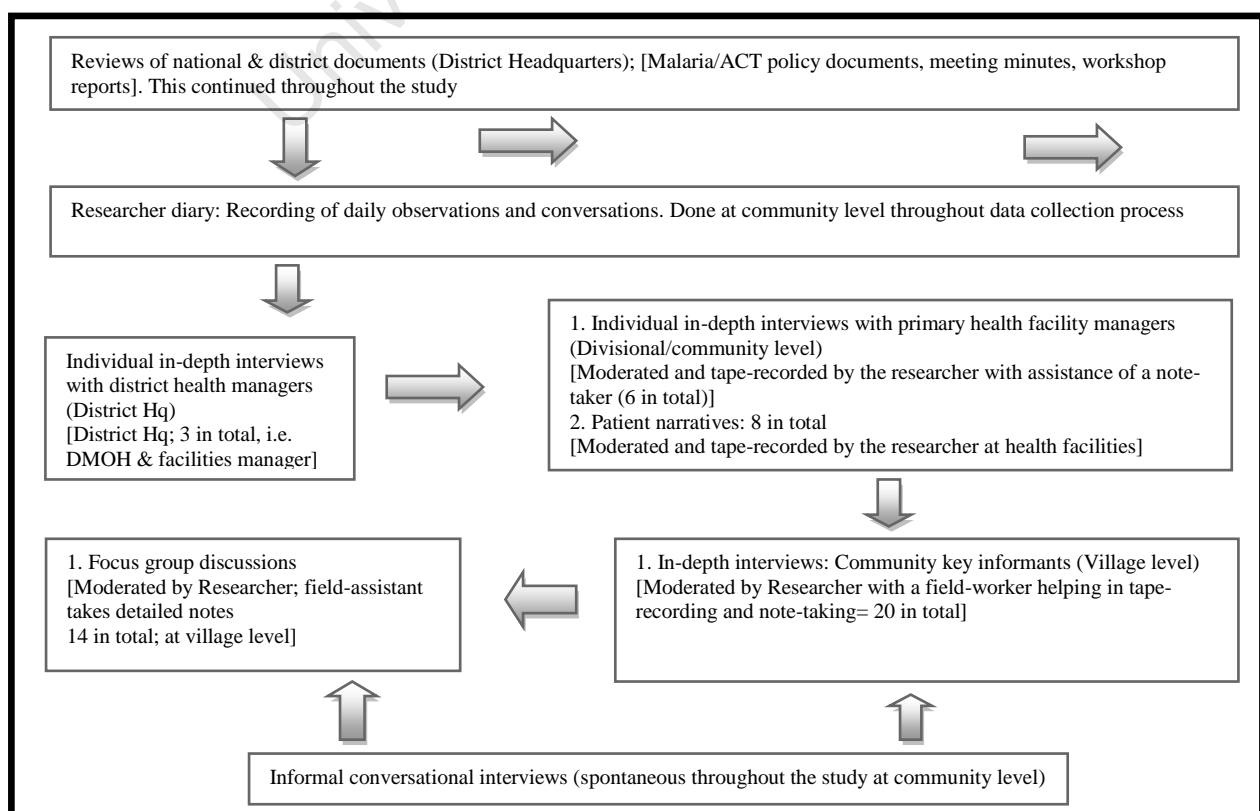 Univ
Reviews of national & district documents (District Headquarters); [Malaria/ACT policy documents, meeting minutes, workshop
reports]. This continued throughout the study
Researcher diary: Recording of daily observations and conversations. Done at community level throughout data collection process
Individual in-depth interviews
with district health managers
(District Hq)
[District Hq; 3 in total, i.e.
DMOH & facilities manager]
1. Individual in-depth interviews with primary health facility managers
(Divisional/community level)
[Moderated and tape-recorded by the researcher with assistance of a note-
taker (6 in total)]
2. Patient narratives: 8 in total
[Moderated and tape-recorded by the researcher at health facilities]
1. Focus group discussions
[Moderated by Researcher; field-assistant
takes detailed notes
14 in total; at village level]
1. In-depth interviews: Community key informants (Village level)
[Moderated by Researcher with a field-worker helping in tape-
recording and note-taking= 20 in total]
Informal conversational interviews (spontaneous throughout the study at community level)